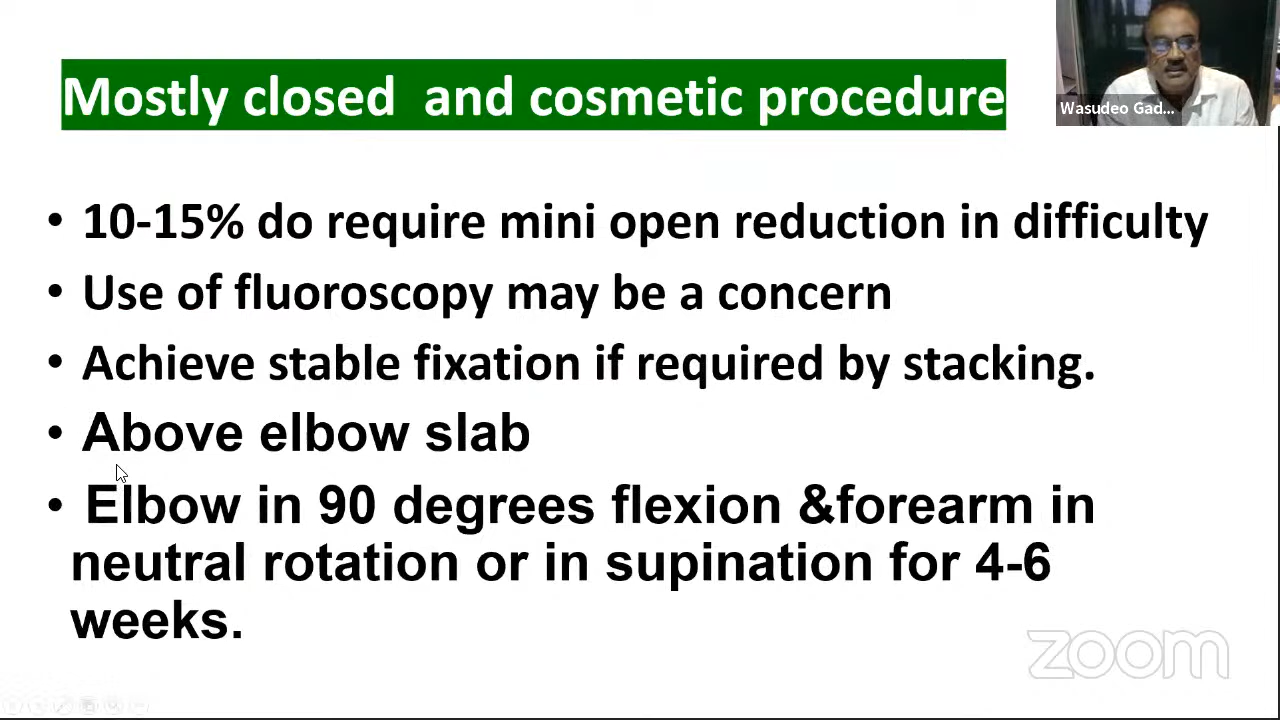 Mostly closed and cosmetic procedure
Wasudeo Gad...
• 10-15% do require mini open reduction in difficulty
• Use of fluoroscopy may be a concern
• Achieve stable fixation if required by stacking.
• Above elbow slab
• Elbow in 90 degrees flexion &forearm in
neutral rotation or in supination for 4-6
weeks.
zoom